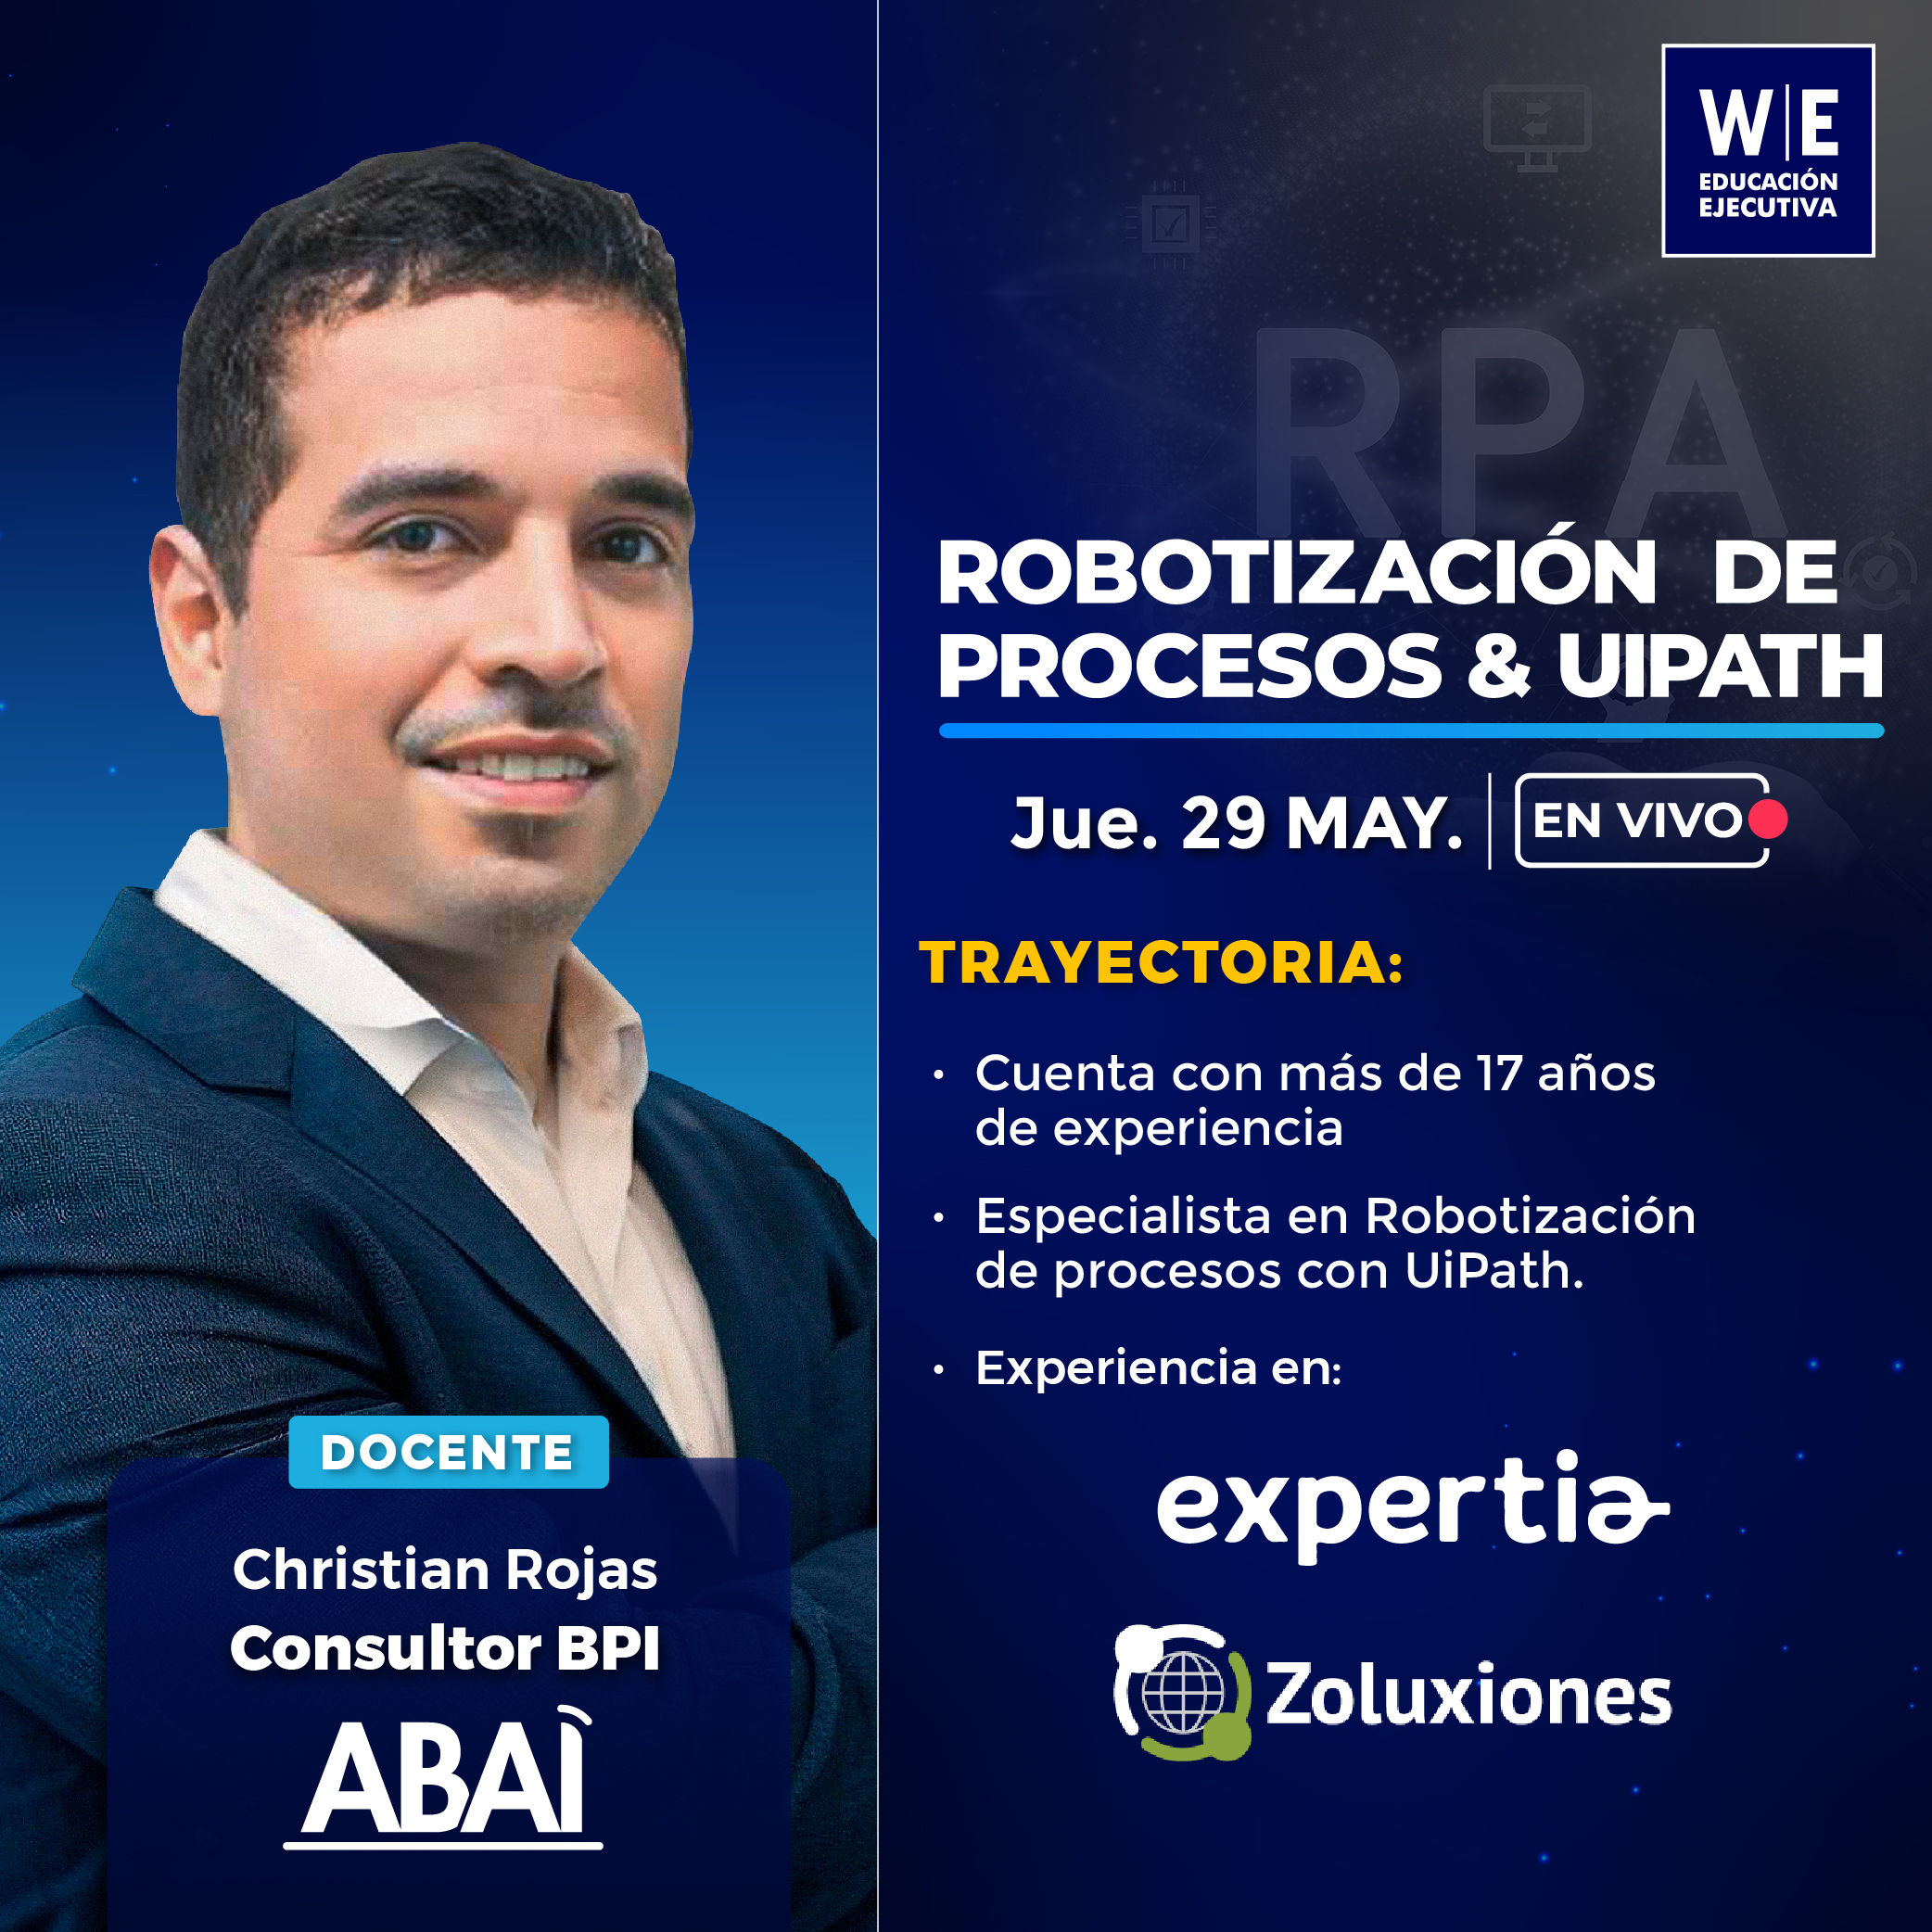 W|E
EDUCACIÓN
EJECUTIVA
RPA
ROBOTIZACIÓN DE
PROCESOS & UIPATH
Jue. 29 MAY. | EN VIVO
TRAYECTORIA:
• Cuenta con más de 17 años
de experiencia
• Especialista en Robotización
de procesos con UiPath.
• Experiencia en:
expertia
Zoluxiones
DOCENTE
Christian Rojas
Consultor BPI
ABAÌ